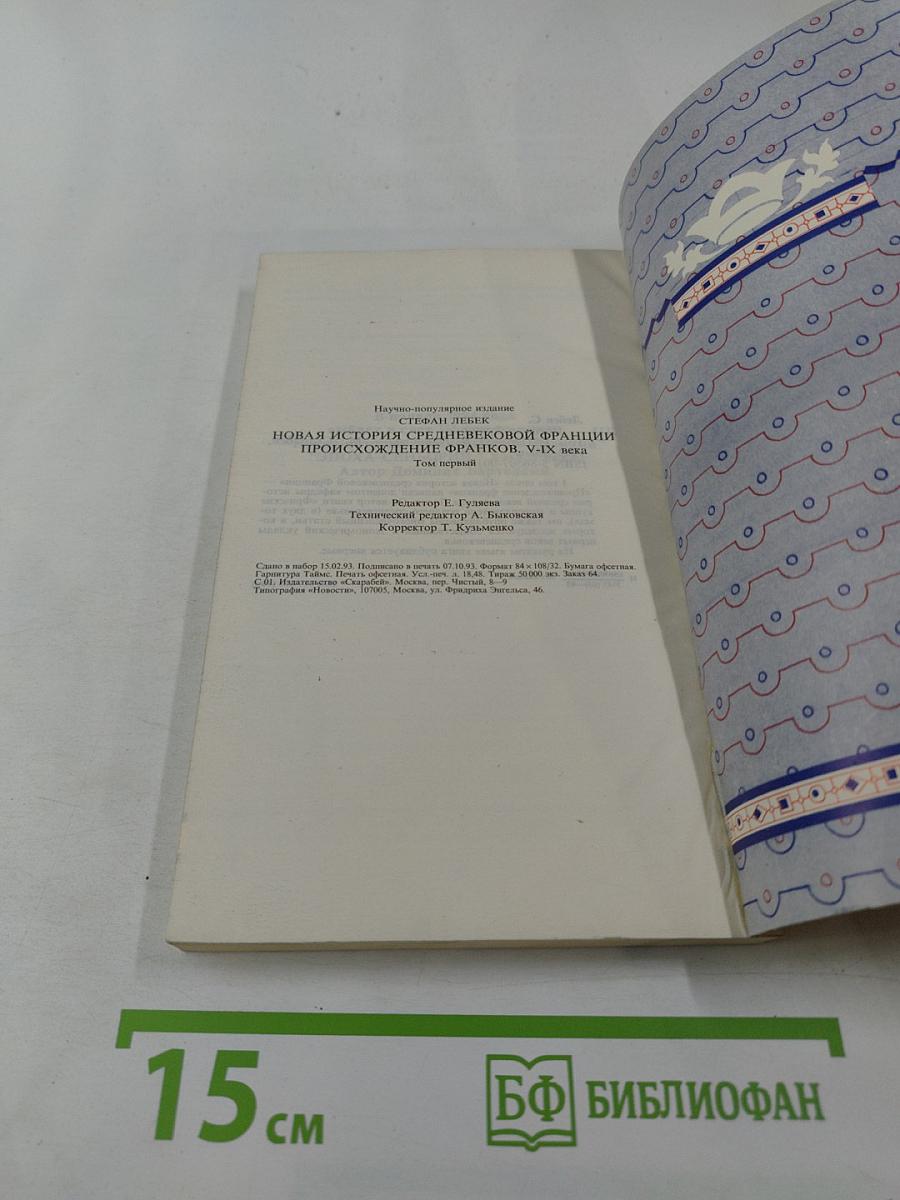 Научно-популярное издание
СТЕФАН ЛЕБЕК
НОВАЯ ИСТОРИЯ СРЕДНЕВЕКОВОЙ ФРАНЦИИ
ПРОИСХОЖДЕНИЕ ФРАНКОВ. V-IX века
Том первый
Редактор Е. Гуляева
Технический редактор А. Быковская
Корректор Т. Кузьменко
Сдано в набор 15.02.93. Подписано в печать 07.10.93. Формат 84×108/32. Бумага офсетная.
Гарнитура Таймс. Печать офсетная. Усл.-печ. л. 18,48. Тираж 50 000 экз. Заказ 64.
С 01. Издательство «Скарабей». Москва, пер. Чистый, 8—9
Типография «Новости», 107005, Москва, ул. Фридриха Энгельса, 46.
15 см
БФ БИБЛИОФАН